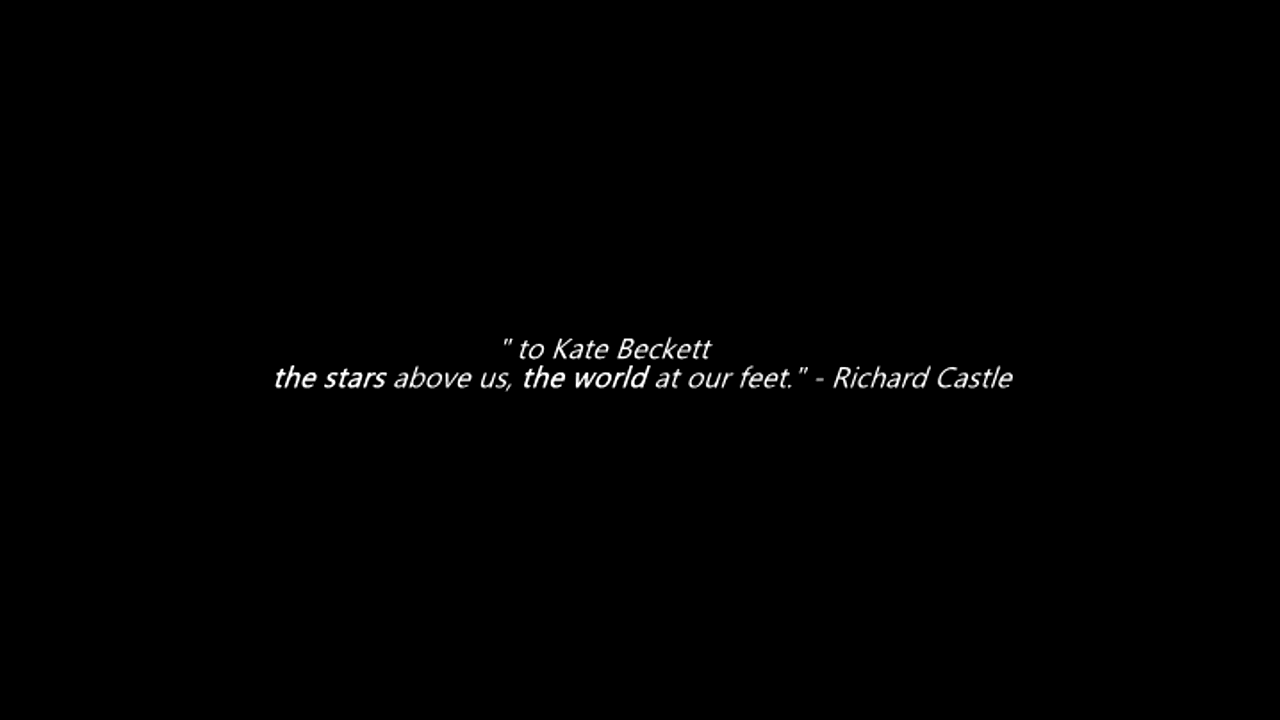 " to Kate Beckett
the stars above us, the world at our feet." - Richard Castle